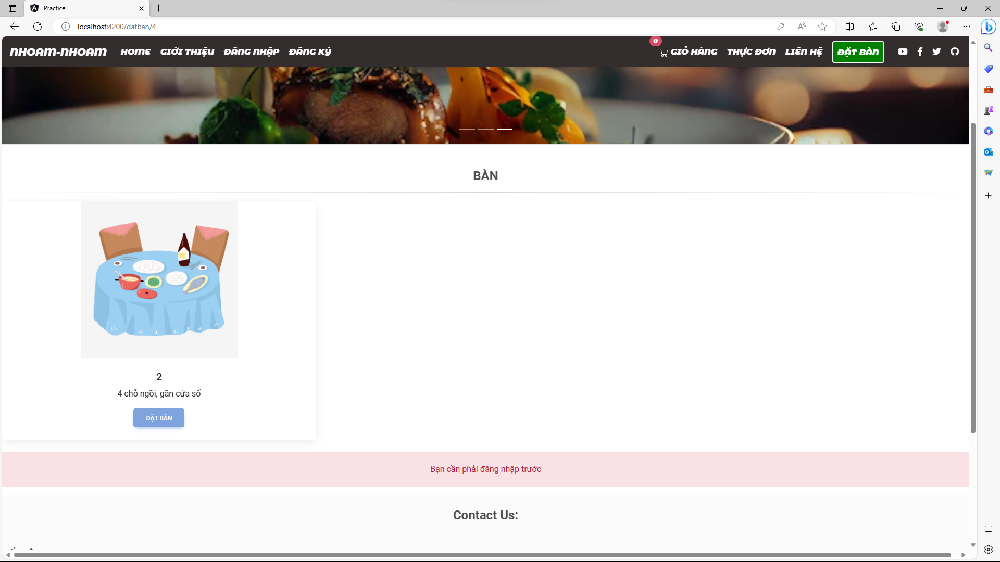 Practice
localhost:4200/datban/4
0
NHOAM-NHOAM HOME GIỚI THIỆU ĐĂNG NHẬP ĐĂNG KÝ GIỎ HÀNG THỰC ĐƠN LIÊN HỆ ĐẶT BÀN
BÀN
2
4 chỗ ngồi, gần cửa sổ
ĐẶT BÀN
Bạn cần phải đăng nhập trước
Contact Us: